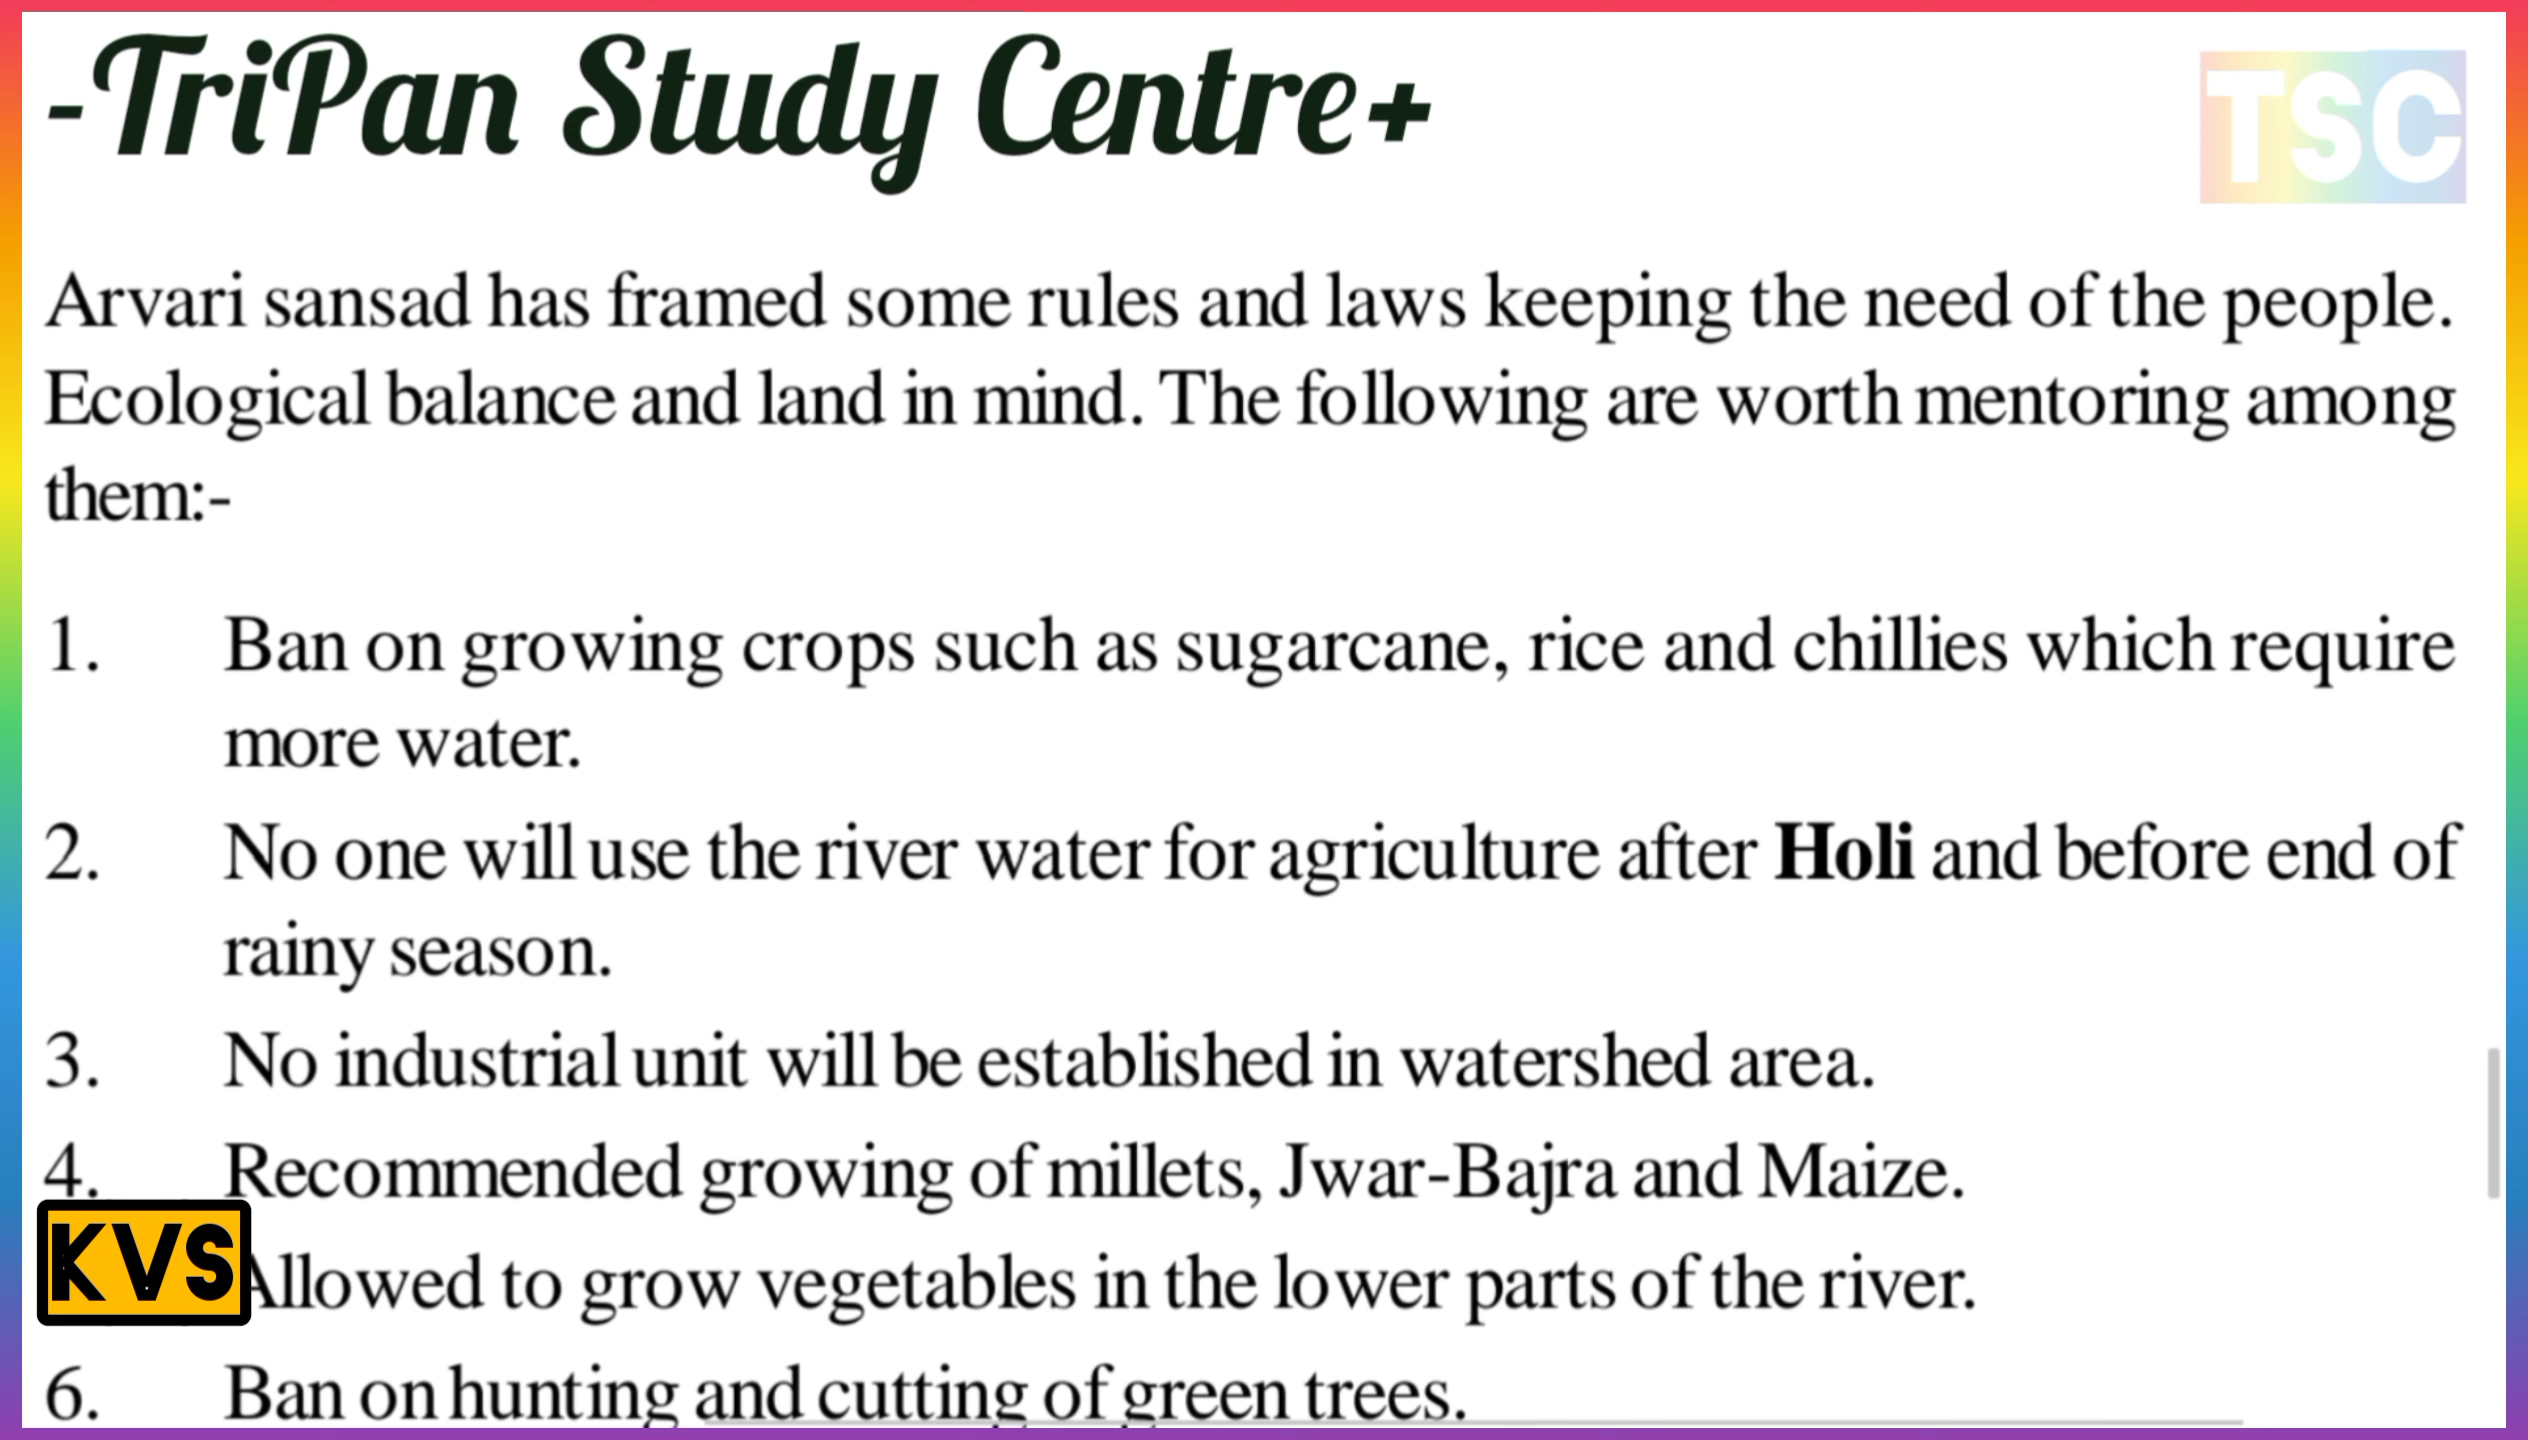 -TriPan Study Centre+
TSC
Arvari sansad has framed some rules and laws keeping the need of the people.
Ecological balance and land in mind. The following are worth mentoring among
them:-
1. Ban on growing crops such as sugarcane, rice and chillies which require
more water.
2. No one will use the river water for agriculture after Holi and before end of
rainy season.
3. No industrial unit will be established in watershed area.
4. Recommended growing of millets, Jwar-Bajra and Maize.
KVS
Allowed to grow vegetables in the lower parts of the river.
6. Ban on hunting and cutting of green trees.